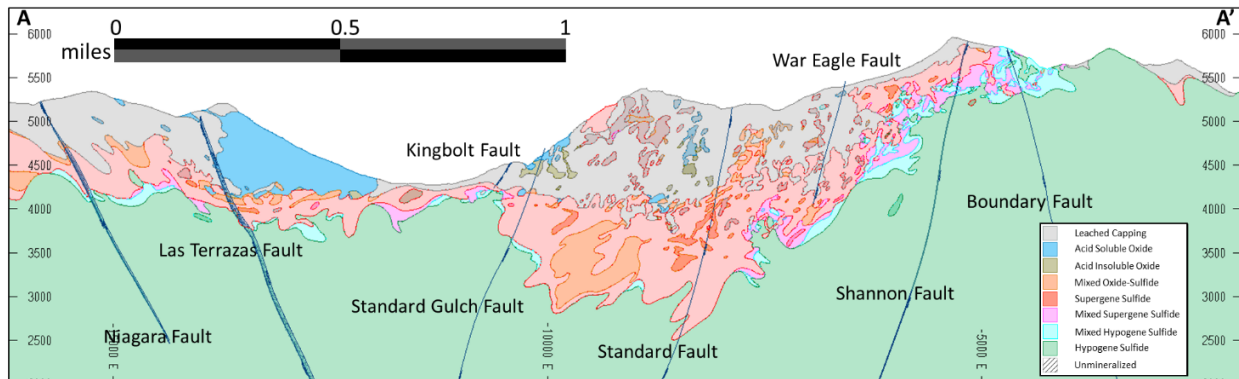 A
A'
0
0.5
1
miles
6000
5500
5000
4500
4000
3500
3000
2500
6000
5500
5000
4500
4000
3500
3000
2500
War Eagle Fault
Kingbolt Fault
Las Terrazas Fault
Boundary Fault
Standard Gulch Fault
Shannon Fault
Niagara Fault
Standard Fault
-10000 E
-5000 E
Leached Capping
Acid Soluble Oxide
Acid Insoluble Oxide
Mixed Oxide-Sulfide
Supergene Sulfide
Mixed Supergene Sulfide
Mixed Hypogene Sulfide
Hypogene Sulfide
Unmineralized